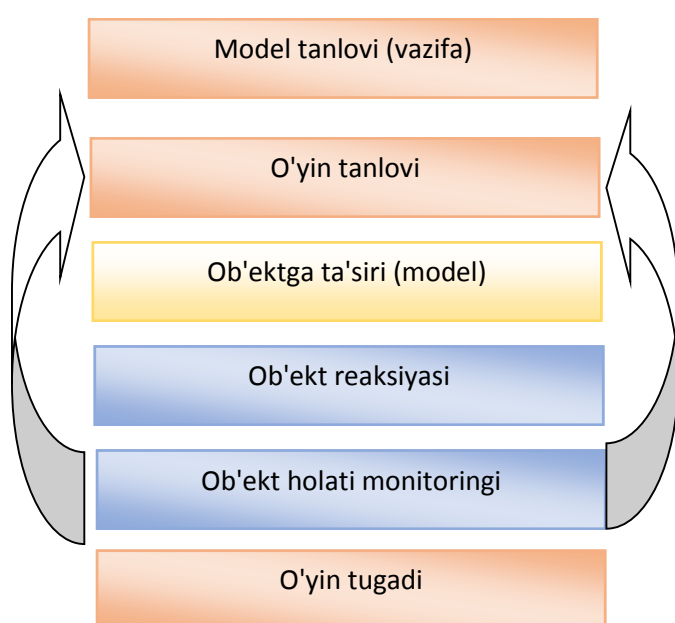 Model tanlovi (vazifa)
O'yin tanlovi
Ob'ektga ta'siri (model)
Ob'ekt reaksiyasi
Ob'ekt holati monitoringi
O'yin tugadi